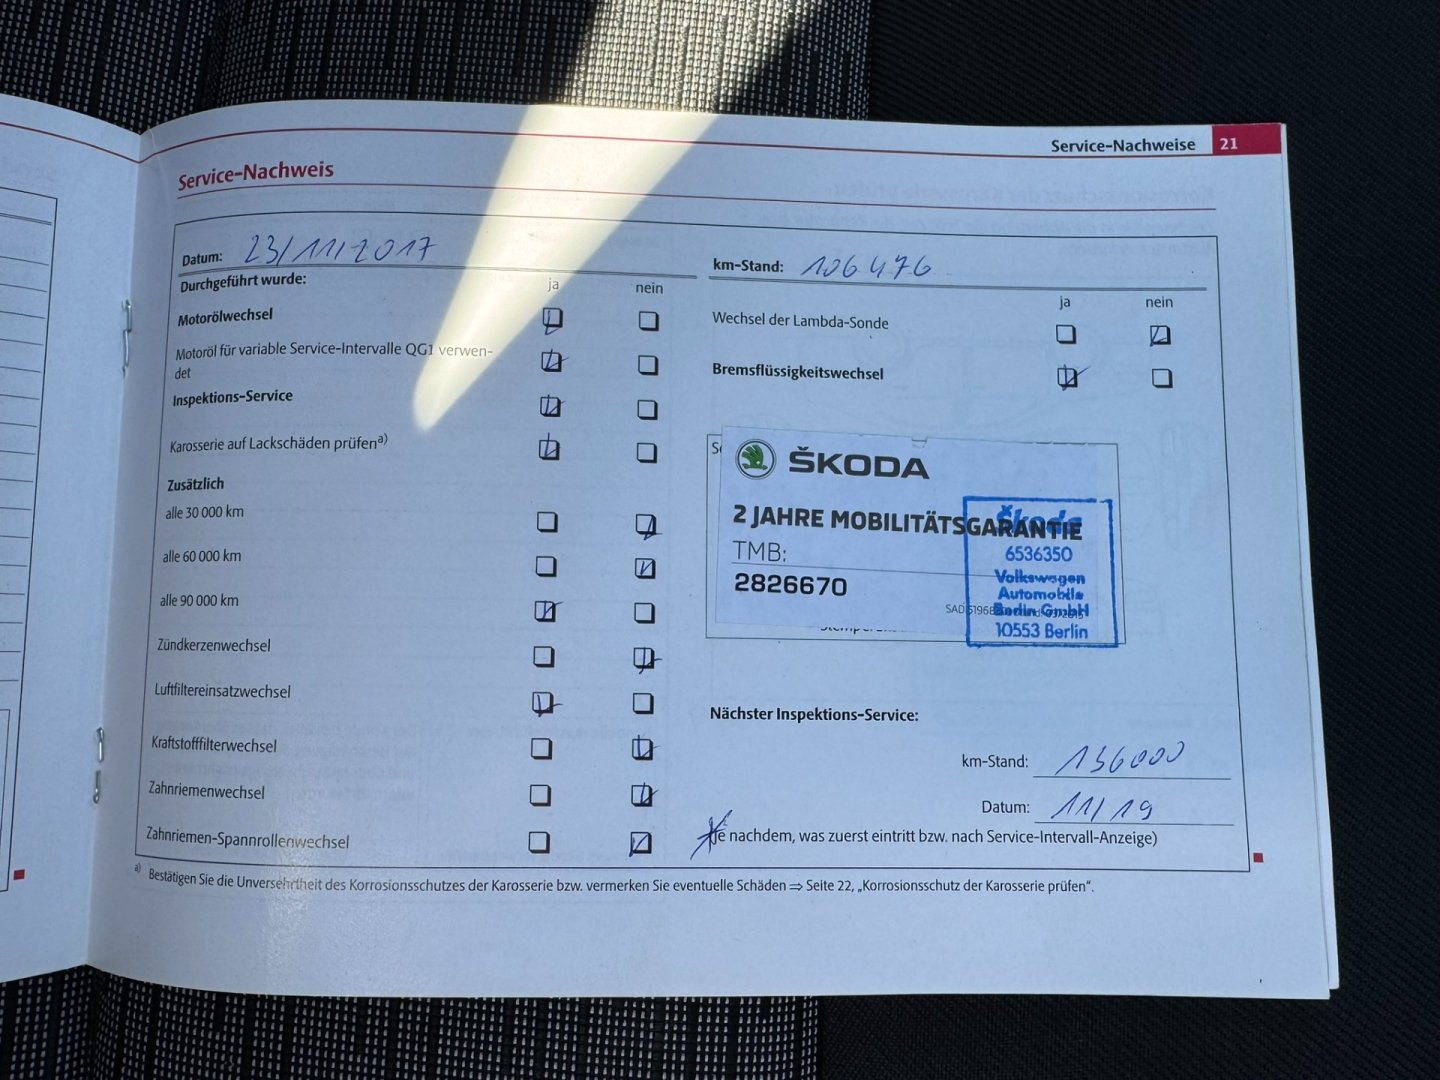 Service-Nachweise 21
Service-Nachweis
Datum: 23/11/2017
km-Stand: 106476
Durchgeführt wurde:
ja nein
ja nein
Motorölwechsel
Wechsel der Lambda-Sonde
Motoröl für variable Service-Intervalle QG1 verwen-
det
Bremsflüssigkeitswechsel
Inspektions-Service
Karosserie auf Lackschäden prüfen a)
Zusätzlich
alle 30 000 km
alle 60 000 km
alle 90 000 km
Zündkerzenwechsel
Luftfiltereinsatzwechsel
Kraftstofffilterwechsel
Zahnriemenwechsel
Zahnriemen-Spannrollenwechsel
ŠKODA
2 JAHRE MOBILITÄTSGARANTIE
TMB:
2826670
Škoda
6536350
Volkswagen
Automobile
Berlin GmbH
10553 Berlin
Nächster Inspektions-Service:
km-Stand: 136000
Datum: 11/19
(Je nachdem, was zuerst eintritt bzw. nach Service-Intervall-Anzeige)
a) Bestätigen Sie die Unversehrtheit des Korrosionsschutzes der Karosserie bzw. vermerken Sie eventuelle Schäden ⇒ Seite 22, „Korrosionsschutz der Karosserie prüfen“.